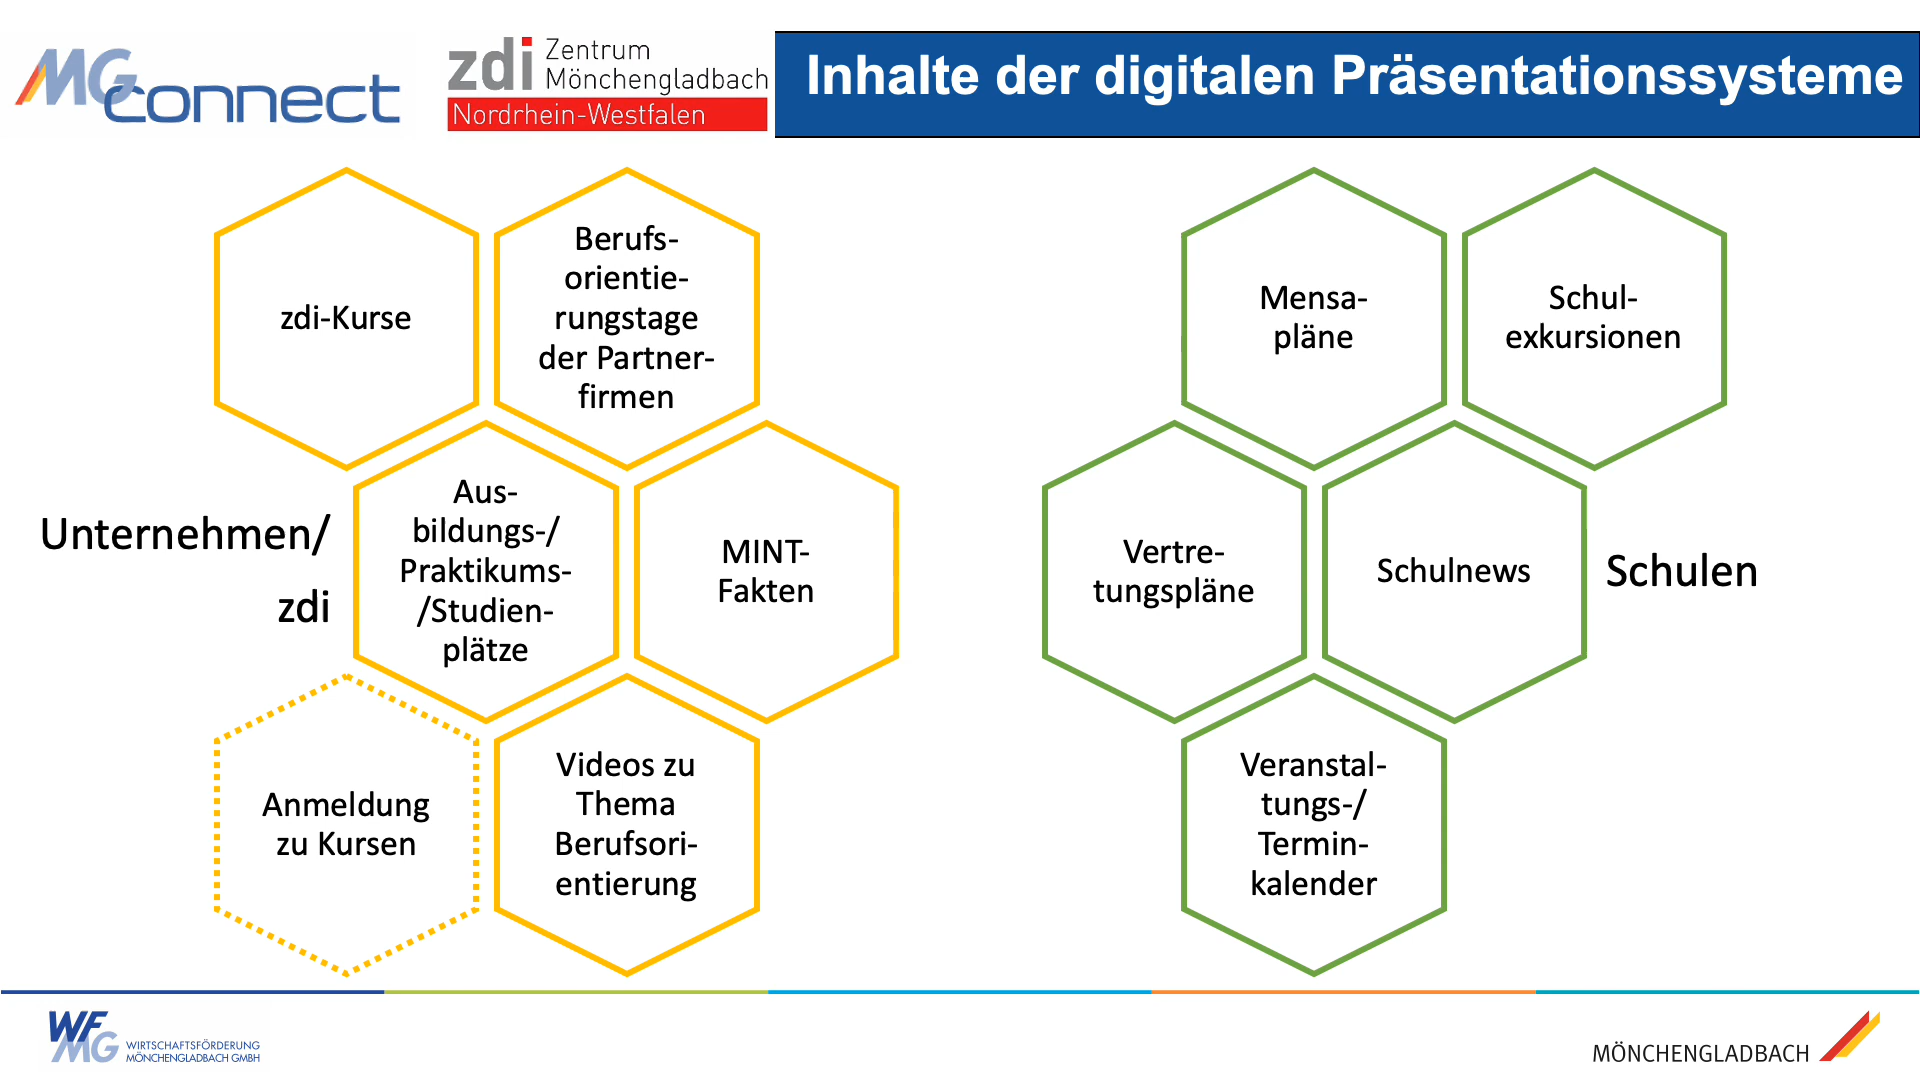 MG connect
zdi Zentrum
Mönchengladbach
Nordrhein-Westfalen
Inhalte der digitalen Präsentationssysteme
zdi-Kurse
Berufs-
orientie-
rungstage
der Partner-
firmen
Mensa-
pläne
Schul-
exkursionen
Unternehmen/
zdi
Aus-
bildungs-/
Praktikums-
/Studien-
plätze
MINT-
Fakten
Vertre-
tungspläne
Schulnews
Schulen
Anmeldung
zu Kursen
Videos zu
Thema
Berufsori-
entierung
Veranstal-
tungs-/
Termin-
kalender
WFMG
WIRTSCHAFTSFÖRDERUNG
MÖNCHENGLADBACH GMBH
MÖNCHENGLADBACH